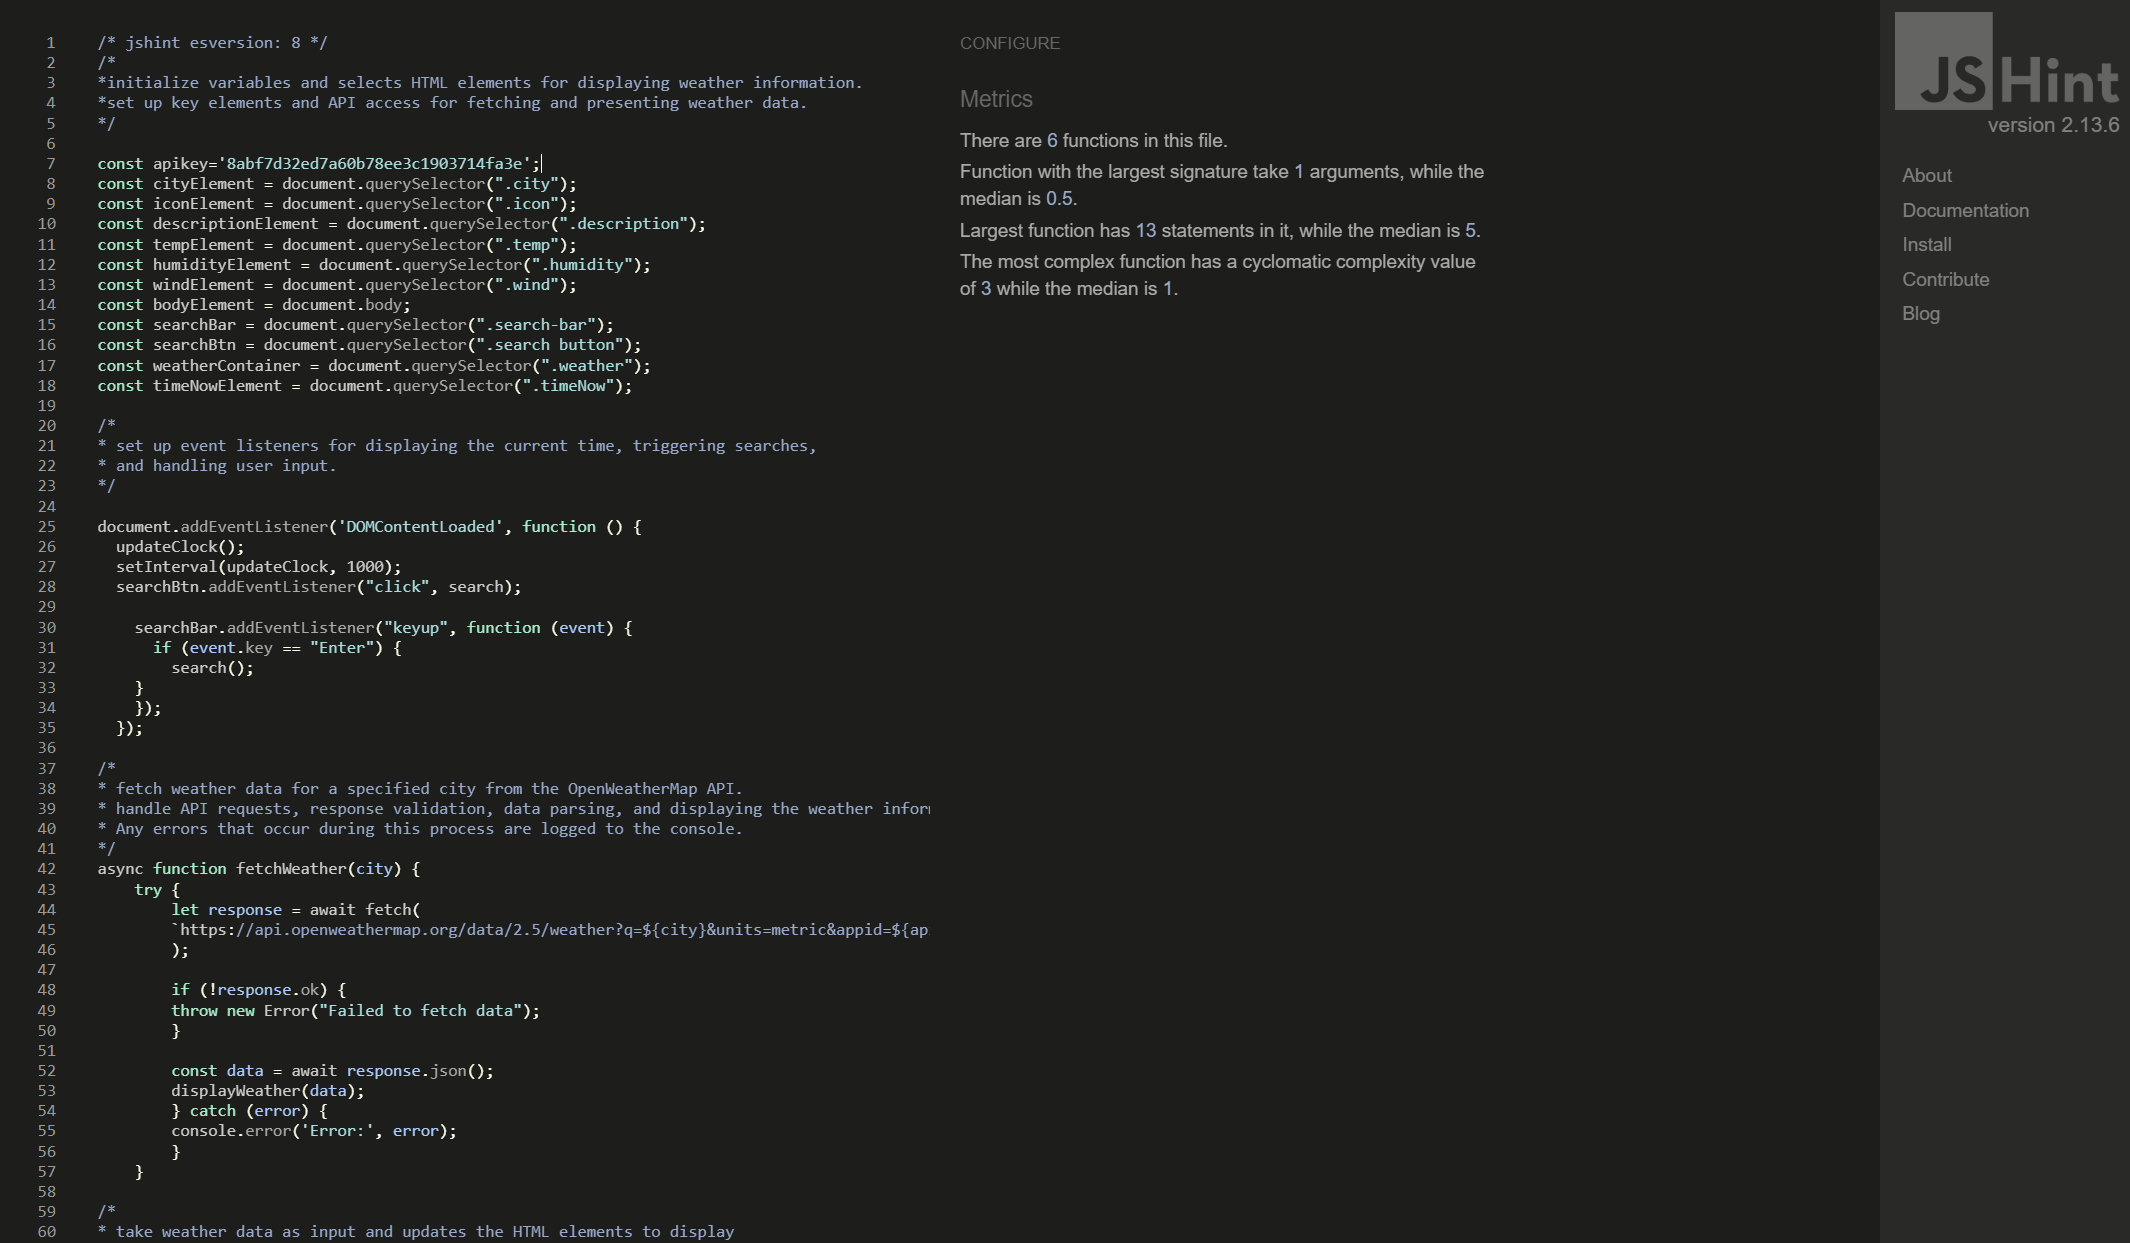 1 /* jshint esversion: 8 */
2 /*
3 *initialize variables and selects HTML elements for displaying weather information.
4 *set up key elements and API access for fetching and presenting weather data.
5 */
6
7 const apikey='8abf7d32ed7a60b78ee3c1903714fa3e';
8 const cityElement = document.querySelector(".city");
9 const iconElement = document.querySelector(".icon");
10 const descriptionElement = document.querySelector(".description");
11 const tempElement = document.querySelector(".temp");
12 const humidityElement = document.querySelector(".humidity");
13 const windElement = document.querySelector(".wind");
14 const bodyElement = document.body;
15 const searchBar = document.querySelector(".search-bar");
16 const searchBtn = document.querySelector(".search button");
17 const weatherContainer = document.querySelector(".weather");
18 const timeNowElement = document.querySelector(".timeNow");
19
20 /*
21 * set up event listeners for displaying the current time, triggering searches,
22 * and handling user input.
23 */
24
25 document.addEventListener('DOMContentLoaded', function () {
26 updateClock();
27 setInterval(updateClock, 1000);
28 searchBtn.addEventListener("click", search);
29
30 searchBar.addEventListener("keyup", function (event) {
31 if (event.key == "Enter") {
32 search();
33 }
34 });
35 });
36
37 /*
38 * fetch weather data for a specified city from the OpenWeatherMap API.
39 * handle API requests, response validation, data parsing, and displaying the weather infor
40 * Any errors that occur during this process are logged to the console.
41 */
42 async function fetchWeather(city) {
43 try {
44 let response = await fetch(
45 `https://api.openweathermap.org/data/2.5/weather?q=${city}&units=metric&appid=${ap
46 );
47
48 if (!response.ok) {
49 throw new Error("Failed to fetch data");
50 }
51
52 const data = await response.json();
53 displayWeather(data);
54 } catch (error) {
55 console.error('Error:', error);
56 }
57 }
58
59 /*
60 * take weather data as input and updates the HTML elements to display
CONFIGURE
Metrics
There are 6 functions in this file.
Function with the largest signature take 1 arguments, while the
median is 0.5.
Largest function has 13 statements in it, while the median is 5.
The most complex function has a cyclomatic complexity value
of 3 while the median is 1.
JSHint
version 2.13.6
About
Documentation
Install
Contribute
Blog